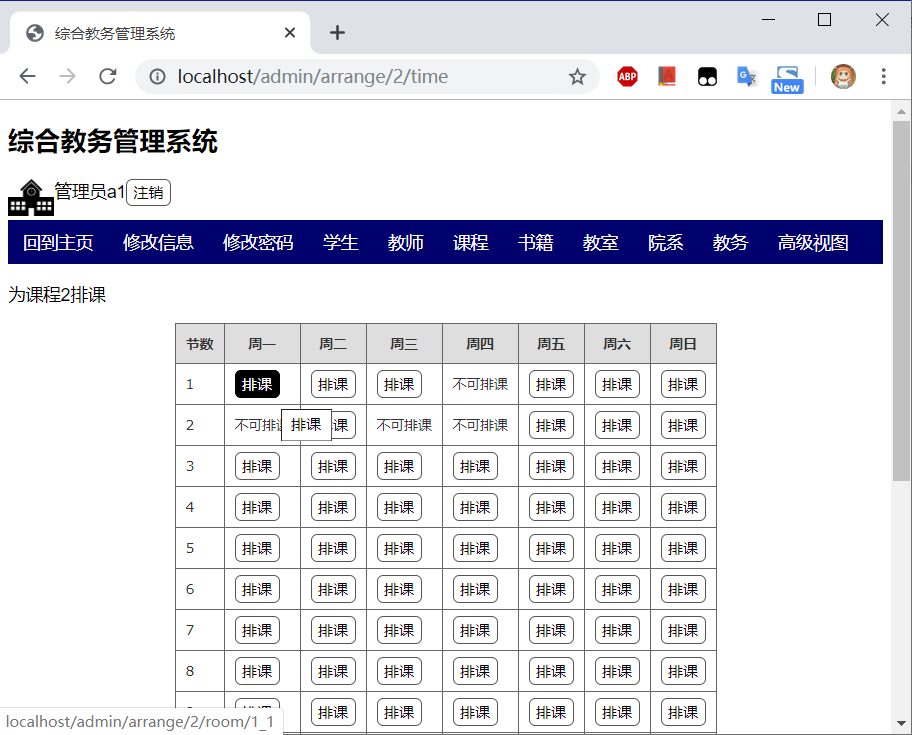 综合教务管理系统
localhost/admin/arrange/2/time
ABP
New
综合教务管理系统
管理员a1 注销
回到主页 修改信息 修改密码 学生 教师 课程 书籍 教室 院系 教务 高级视图
为课程2排课
节数 周一 周二 周三 周四 周五 周六 周日
1 排课 排课 排课 不可排课 排课 排课 排课
2 不可排 排课 课 不可排课 不可排课 排课 排课 排课
3 排课 排课 排课 排课 排课 排课 排课
4 排课 排课 排课 排课 排课 排课 排课
5 排课 排课 排课 排课 排课 排课 排课
6 排课 排课 排课 排课 排课 排课 排课
7 排课 排课 排课 排课 排课 排课 排课
8 排课 排课 排课 排课 排课 排课 排课
排课 排课 排课 排课 排课 排课
localhost/admin/arrange/2/room/1_1